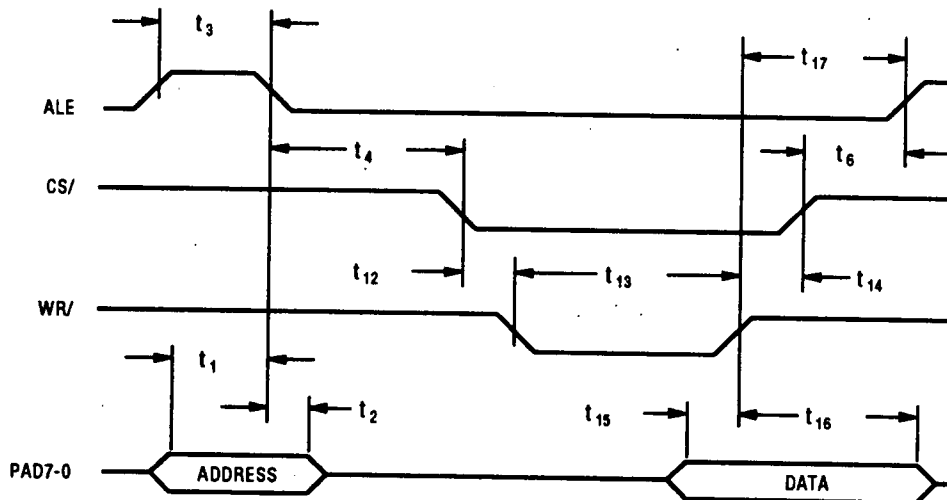 t3
t17
ALE
t4
t6
CS/
t12
t13
t14
WR/
t1
t2
t15
t16
PAD7-0
ADDRESS
DATA